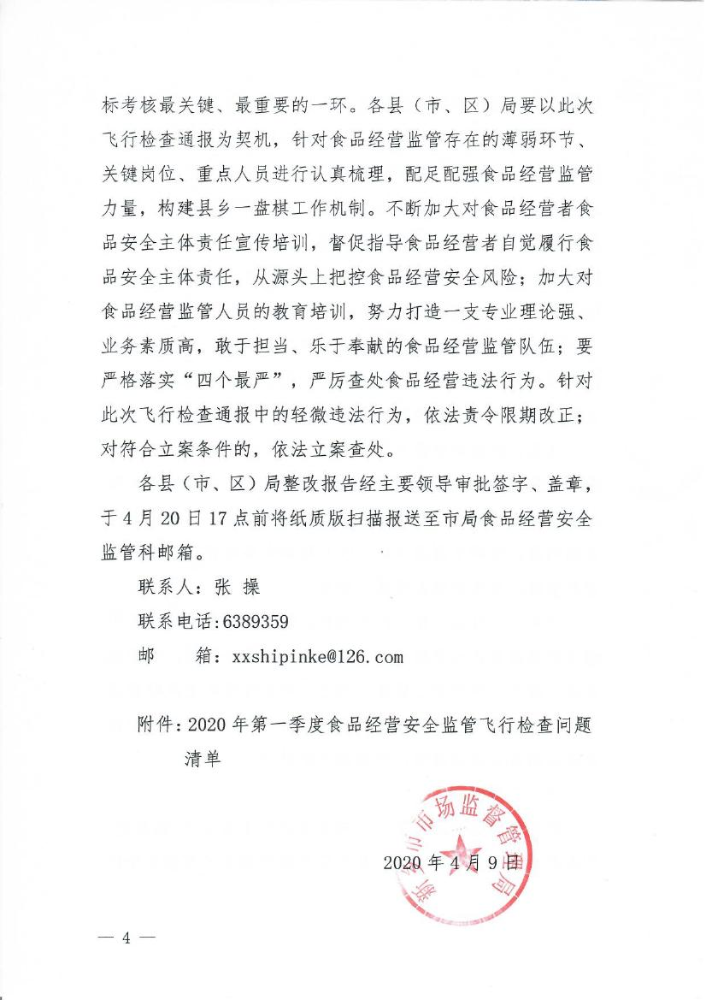 标考核最关键、最重要的一环。各县（市、区）局要以此次
飞行检查通报为契机，针对食品经营监管存在的薄弱环节、
关键岗位、重点人员进行认真梳理，配足配强食品经营监管
力量，构建县乡一盘棋工作机制。不断加大对食品经营者食
品安全主体责任宣传培训，督促指导食品经营者自觉履行食
品安全主体责任，从源头上把控食品经营安全风险；加大对
食品经营监管人员的教育培训，努力打造一支专业理论强、
业务素质高，敢于担当、乐于奉献的食品经营监管队伍；要
严格落实“四个最严”，严厉查处食品经营违法行为。针对
此次飞行检查通报中的轻微违法行为，依法责令限期改正；
对符合立案条件的，依法立案查处。
各县（市、区）局整改报告经主要领导审批签字、盖章，
于4月20日17点前将纸质版扫描报送至市局食品经营安全
监管科邮箱。
联系人：张 操
联系电话:6389359
邮 箱：xxshipinke@126.com
附件：2020年第一季度食品经营安全监管飞行检查问题
清单
新乡市市场监督管理局
2020年4月9日
— 4 —